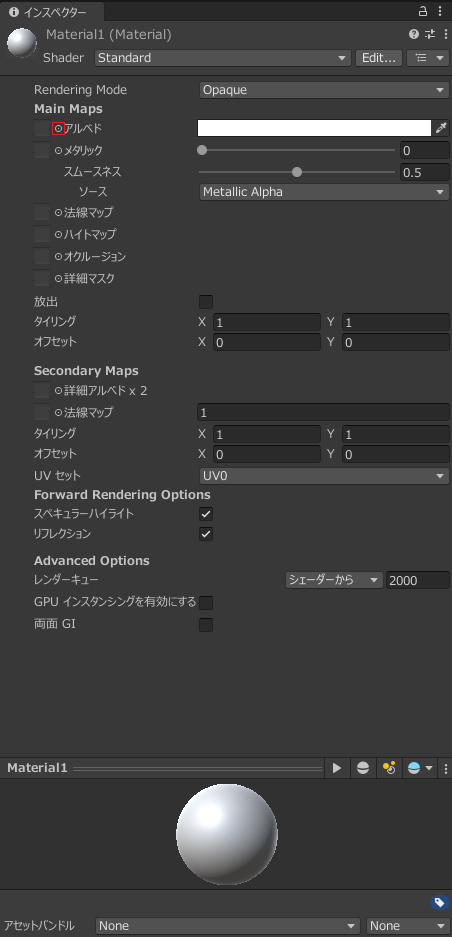 インスペクター
Material1 (Material)
Shader Standard Edit...
Rendering Mode Opaque
Main Maps
アルベド
メタリック 0
スムースネス 0.5
ソース Metallic Alpha
法線マップ
ハイトマップ
オクルージョン
詳細マスク
放出
タイリング X 1 Y 1
オフセット X 0 Y 0
Secondary Maps
詳細アルベド x 2
法線マップ 1
タイリング X 1 Y 1
オフセット X 0 Y 0
UV セット UV0
Forward Rendering Options
スペキュラーハイライト
リフレクション
Advanced Options
レンダーキュー シェーダーから 2000
GPU インスタンシングを有効にする
両面 GI
Material1
アセットバンドル None None